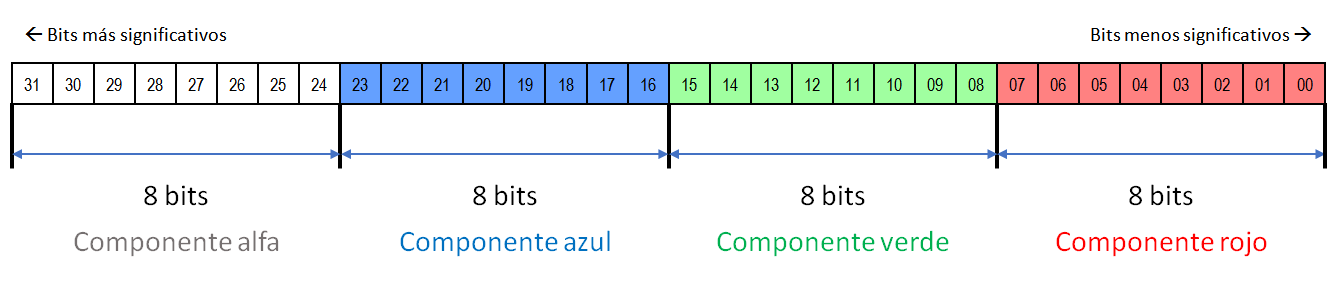 ← Bits más significativos Bits menos significativos →
31 30 29 28 27 26 25 24 23 22 21 20 19 18 17 16 15 14 13 12 11 10 09 08 07 06 05 04 03 02 01 00
8 bits 8 bits 8 bits 8 bits
Componente alfa Componente azul Componente verde Componente rojo